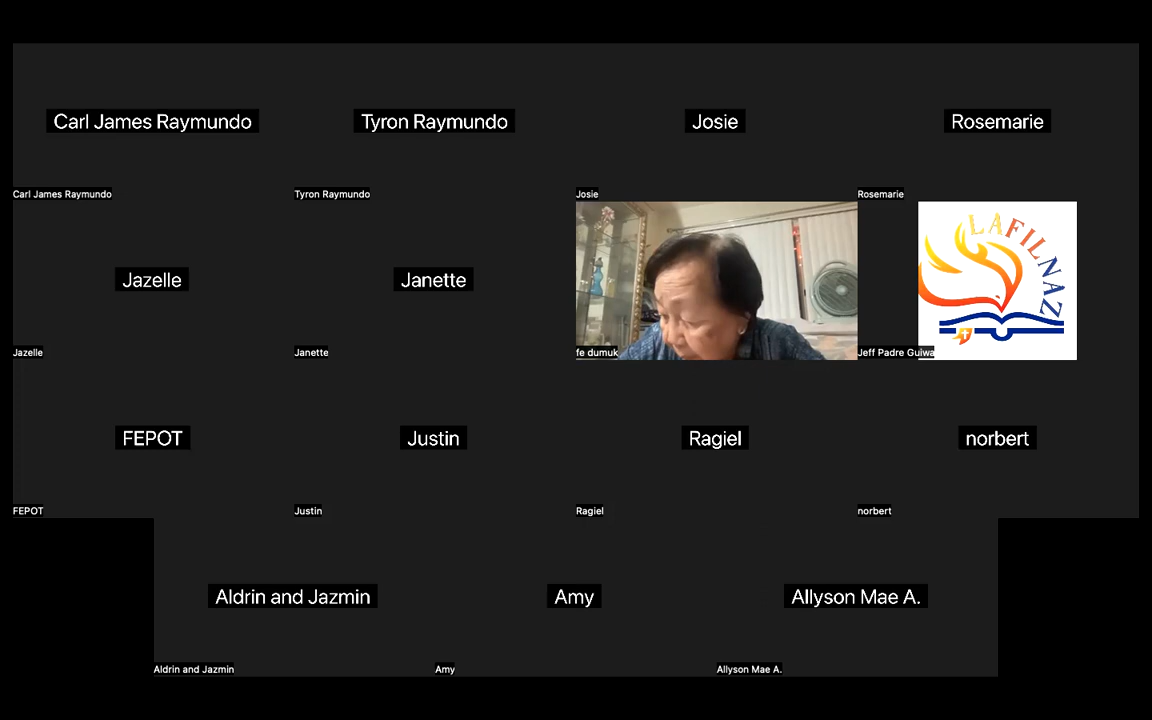 Carl James Raymundo
Tyron Raymundo
Josie
Rosemarie
Carl James Raymundo
Tyron Raymundo
Josie
Rosemarie
LAFILNAZ
Jazelle
Janette
Jazelle
Janette
fe dumuk
Jeff Padre Guiwa
FEPOT
Justin
Ragiel
norbert
FEPOT
Justin
Ragiel
norbert
Aldrin and Jazmin
Amy
Allyson Mae A.
Aldrin and Jazmin
Amy
Allyson Mae A.